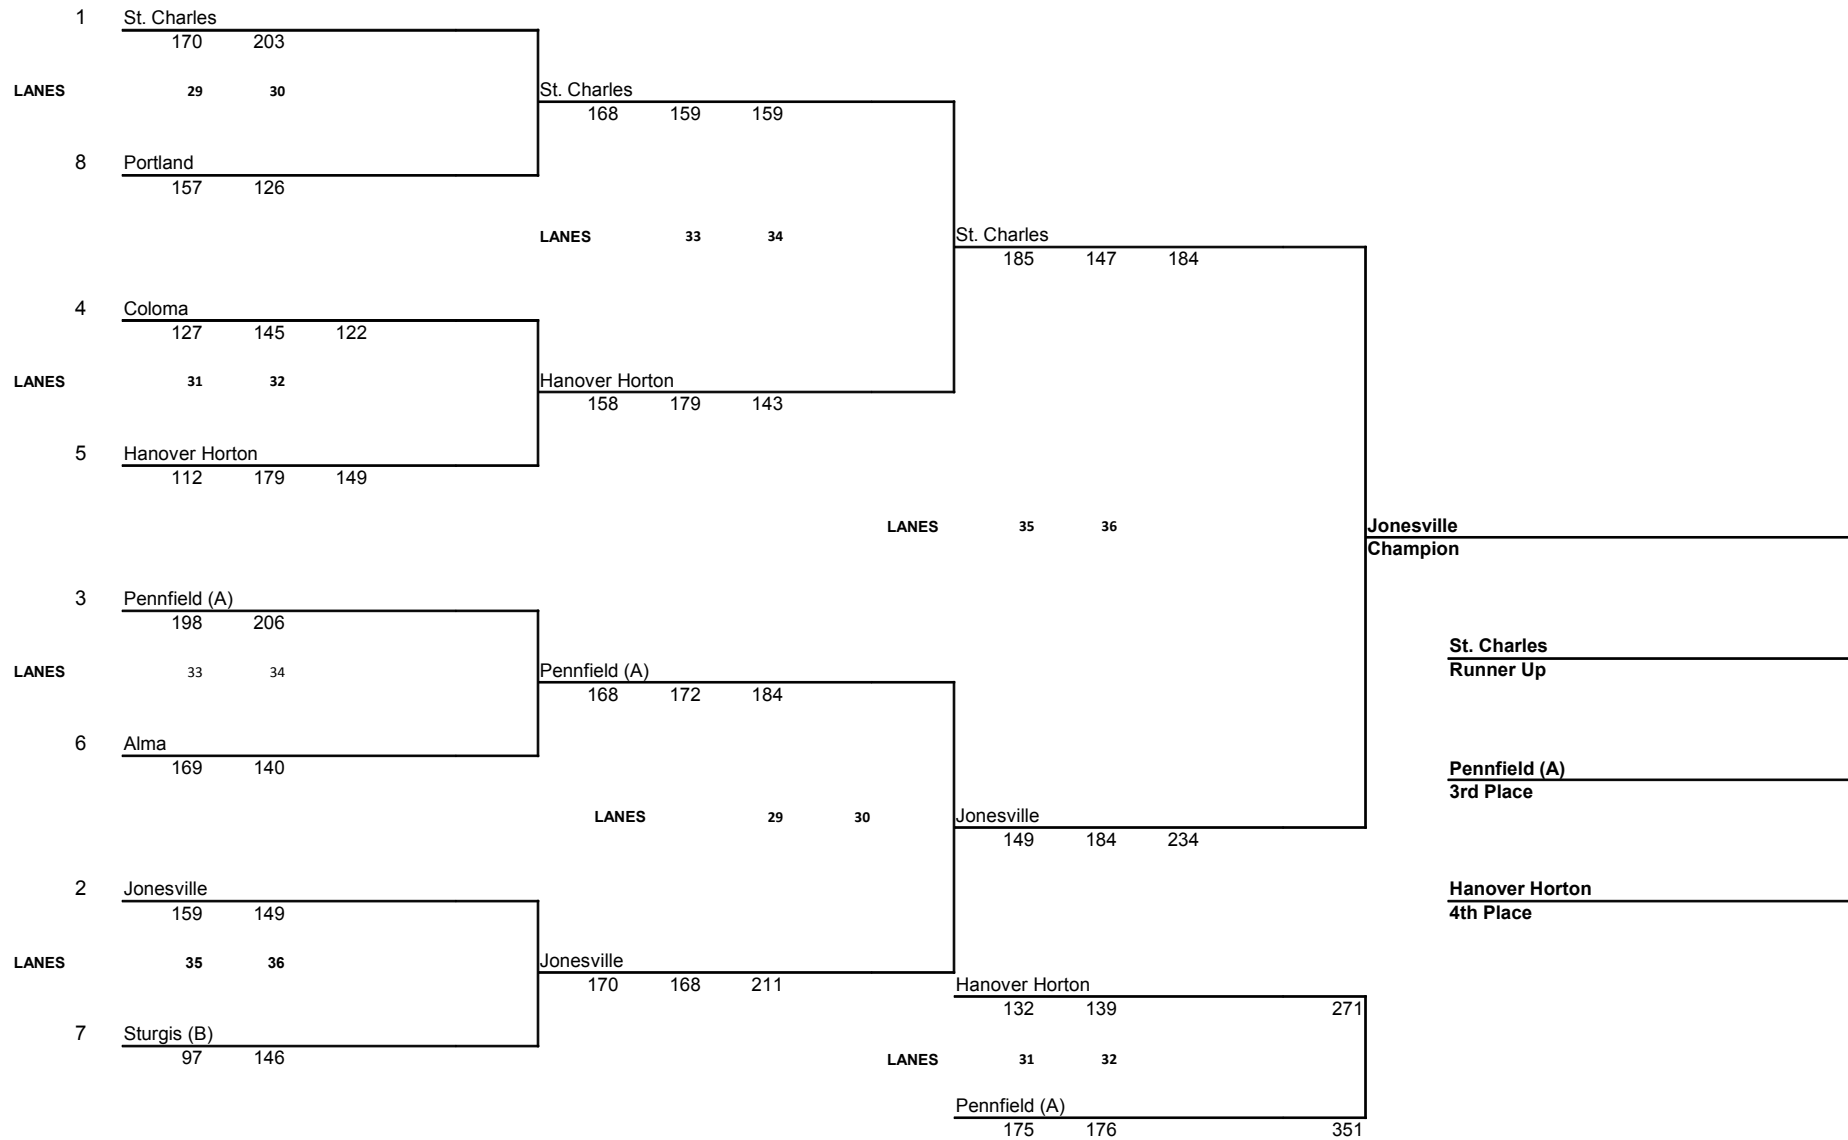 1 St. Charles
170 203
LANES 29 30 St. Charles
168 159 159
8 Portland
157 126
LANES 33 34 St. Charles
185 147 184
4 Coloma
127 145 122
LANES 31 32 Hanover Horton
158 179 143
5 Hanover Horton
112 179 149
LANES 35 36 Jonesville
Champion
3 Pennfield (A)
198 206
St. Charles
LANES 33 34 Pennfield (A) Runner Up
168 172 184
6 Alma
169 140 Pennfield (A)
3rd Place
LANES 29 30 Jonesville
149 184 234
2 Jonesville Hanover Horton
159 149 4th Place
LANES 35 36 Jonesville
170 168 211 Hanover Horton
132 139 271
7 Sturgis (B)
97 146 LANES 31 32
Pennfield (A)
175 176 351